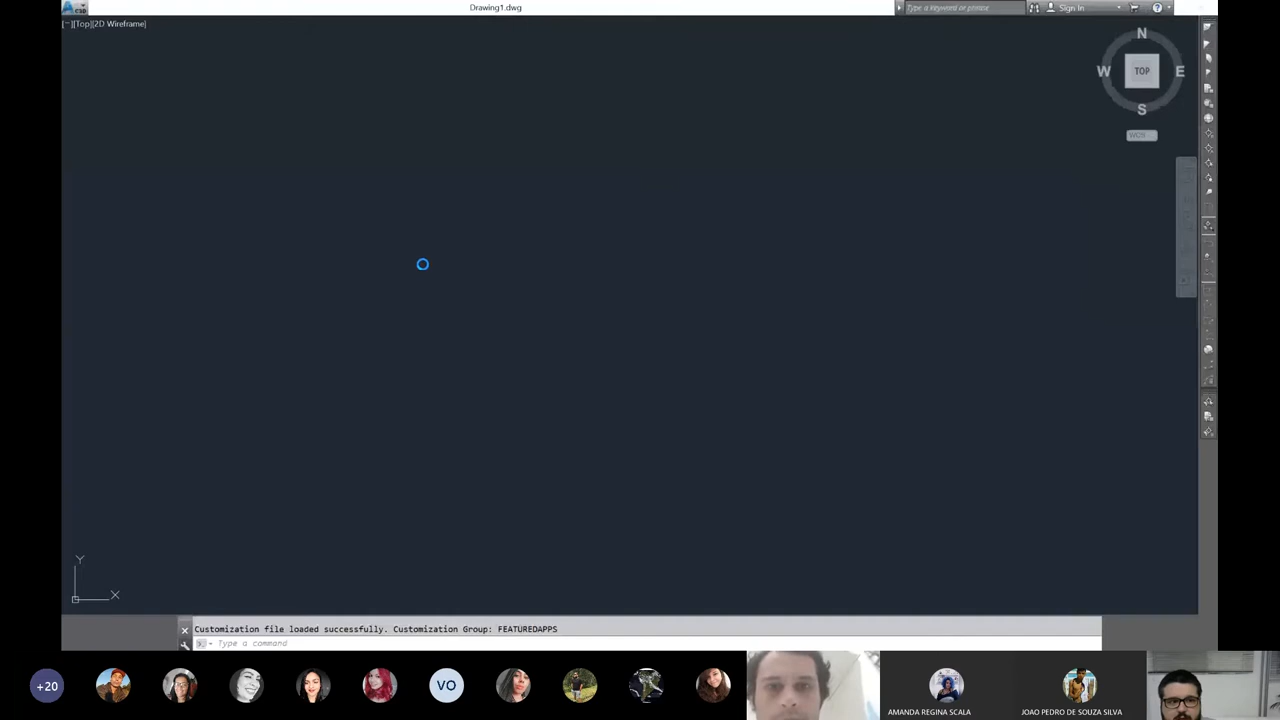 C3D
Drawing1.dwg
Type a keyword or phrase
Sign In
?
[−][Top][2D Wireframe]
N
W
TOP
E
S
Y
X
Customization file loaded successfully. Customization Group: FEATUREDAPPS
Type a command
+20
VO
AMANDA REGINA SCALA
JOAO PEDRO DE SOUZA SILVA